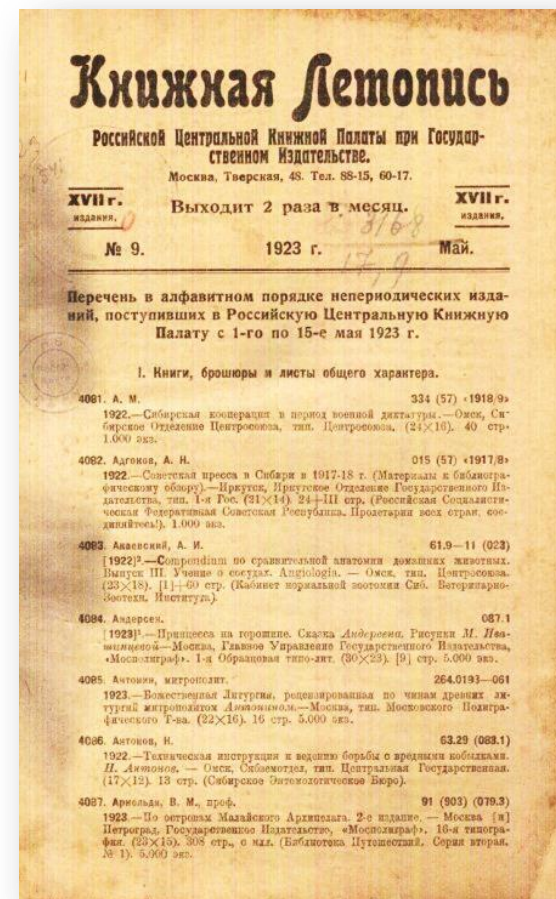 Книжная Летопись
Российской Центральной Книжной Палаты при Государ-
ственном Издательстве.
Москва, Тверская, 48. Тел. 88-15, 60-17.
XVII г.
издания.
Выходит 2 раза в месяц.
XVII г.
издания.
№ 9.
1923 г.
Май.
Перечень в алфавитном порядке непериодических изда-
ний, поступивших в Российскую Центральную Книжную
Палату с 1-го по 15-е мая 1923 г.
I. Книги, брошюры и листы общего характера.
4081. А. М. 334 (57) «1918/9»
1922.—Сибирская кооперация в период военной диктатуры.—Омск, Си-
бирское Отделение Центросоюза, тип. Центросоюза. (24×16). 40 стр.
1.000 экз.
4082. Адгоков, А. Н. 015 (57) «1917/8»
1922.—Советская пресса в Сибири в 1917-18 г. (Материалы к библиогра-
фическому обзору).—Иркутск, Иркутское Отделение Государственного Из-
дательства, тип. 1-я Гос. (21×14). 24+III стр. (Российская Социалисти-
ческая Федеративная Советская Республика. Пролетарии всех стран, сое-
диняйтесь!). 1.000 экз.
4083. Акаевский, А. И. 61.9—11 (023)
[1922]².—Compendium по сравнительной анатомии домашних животных.
Выпуск III. Учение о сосудах. Angiologia. — Омск, тип. Центросоюза.
(23×18). [1]+60 стр. (Кабинет нормальной зоотомии Сиб. Ветеринарно-
Зоотехн. Института).
4084. Андерсен. 087.1
[1923]¹.—Принцесса на горошине. Сказка Андерсена. Рисунки М. Ива-
шинцевой—Москва, Главное Управление Государственного Издательства,
«Мосполиграф». 1-я Образцовая типо-лит. (30×23). [9] стр. 5.000 экз.
4085. Антонин, митрополит. 264.0193—061
1923.—Божественная Литургия, рецензированная по чинам древних ли-
тургий митрополитом Антонином.—Москва, тип. Московского Полигра-
фического Т-ва. (22×16). 16 стр. 5.000 экз.
4086. Антонов, Н. 63.29 (083.1)
1922.—Техническая инструкция к ведению борьбы с вредными кобылками.
Н. Антонов. — Омск, Сибземотдел, тип. Центральная Государственная.
(17×12). 13 стр. (Сибирское Энтомологическое Бюро).
4087. Арнольди, В. М., проф. 91 (903) (079.3)
1923.—По островам Малайского Архипелага. 2-е издание. — Москва [и]
Петроград, Государственное Издательство, «Мосполиграф». 16-я типогра-
фия. (23×15). 308 стр., с илл. (Библиотека Путешествий. Серия вторая.
№ 1). 5.000 экз.